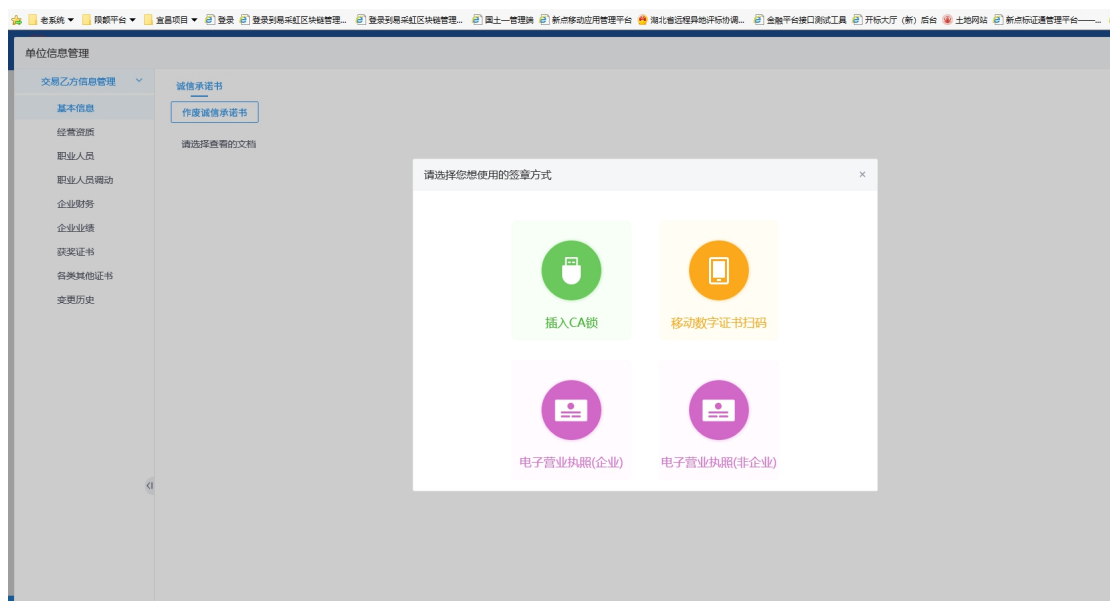 老系统 限额平台 宜昌项目 登录 登录到易采虹区块链管理... 登录到易采虹区块链管理... 国土一管理端 新点移动应用管理平台 湖北省远程异地评标协调... 金融平台接口测试工具 开标大厅（新）后台 土地网站 新点标证通管理平台——...
单位信息管理
交易乙方信息管理
基本信息
经营资质
职业人员
职业人员调动
企业财务
企业业绩
获奖证书
各类其他证书
变更历史
诚信承诺书
作废诚信承诺书
请选择查看的文档
请选择您想使用的签章方式 ×
插入CA锁 移动数字证书扫码
电子营业执照(企业) 电子营业执照(非企业)